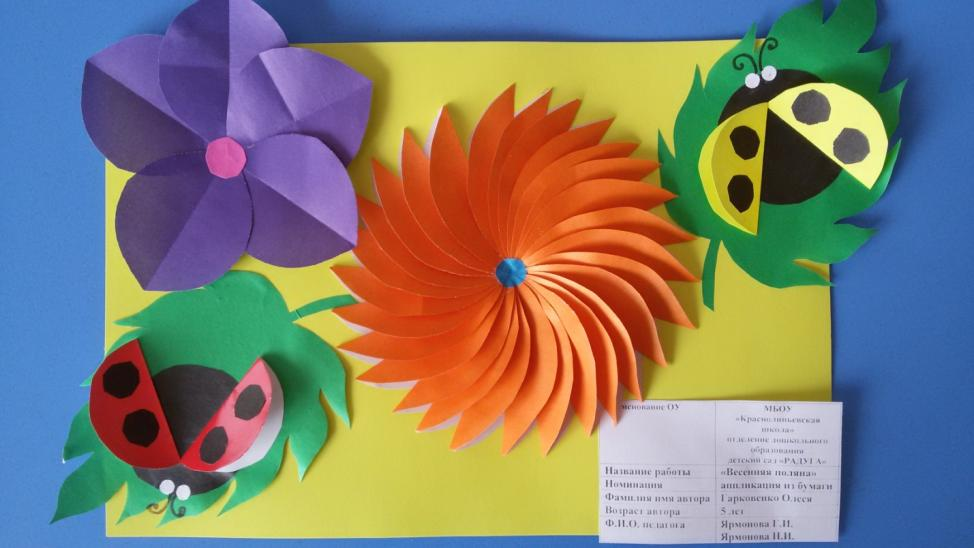 менование ОУ МБОУ
«Краснолипьевская
школа»
отделение дошкольного
образования
детский сад «РАДУГА»
Название работы «Весенняя поляна»
Номинация аппликация из бумаги
Фамилия имя автора Гарковенко Олеся
Возраст автора 5 лет
Ф.И.О. педагога Ярмонова Г.И.
Ярмонова Н.И.